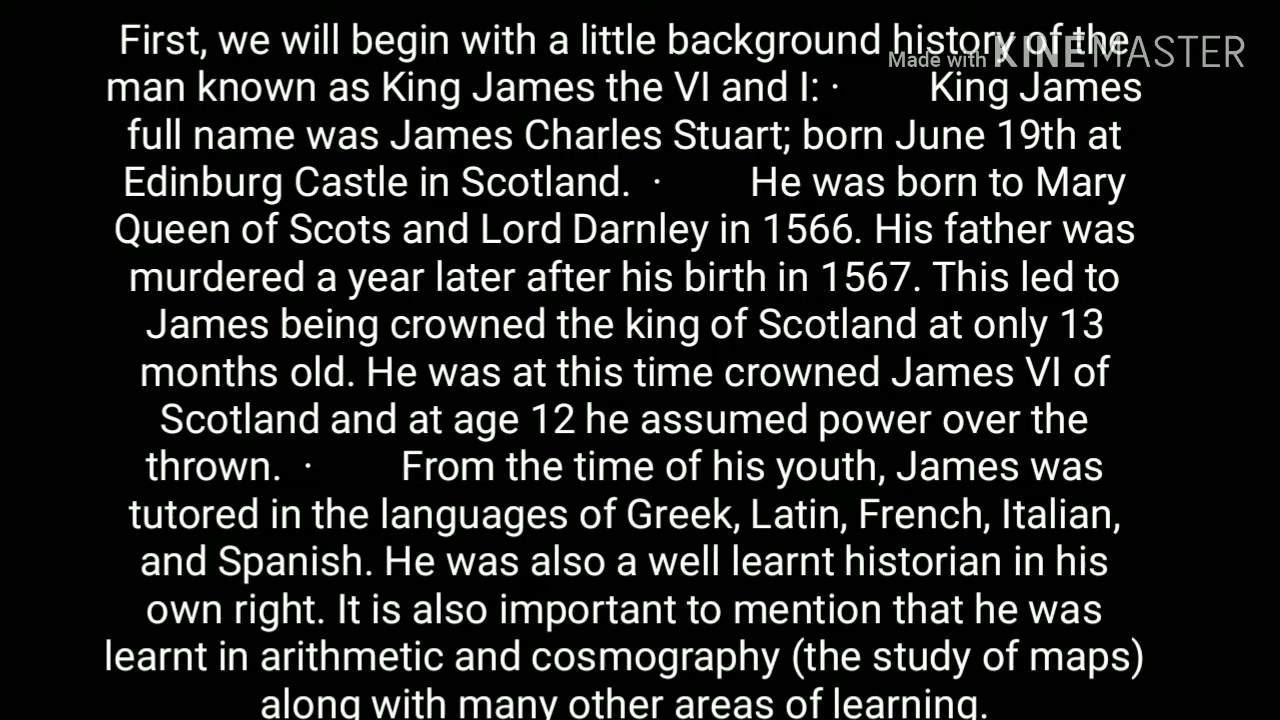 First, we will begin with a little background history of the
Made with KINEMASTER
man known as King James the VI and I: · King James
full name was James Charles Stuart; born June 19th at
Edinburg Castle in Scotland. · He was born to Mary
Queen of Scots and Lord Darnley in 1566. His father was
murdered a year later after his birth in 1567. This led to
James being crowned the king of Scotland at only 13
months old. He was at this time crowned James VI of
Scotland and at age 12 he assumed power over the
thrown. · From the time of his youth, James was
tutored in the languages of Greek, Latin, French, Italian,
and Spanish. He was also a well learnt historian in his
own right. It is also important to mention that he was
learnt in arithmetic and cosmography (the study of maps)
along with many other areas of learning.